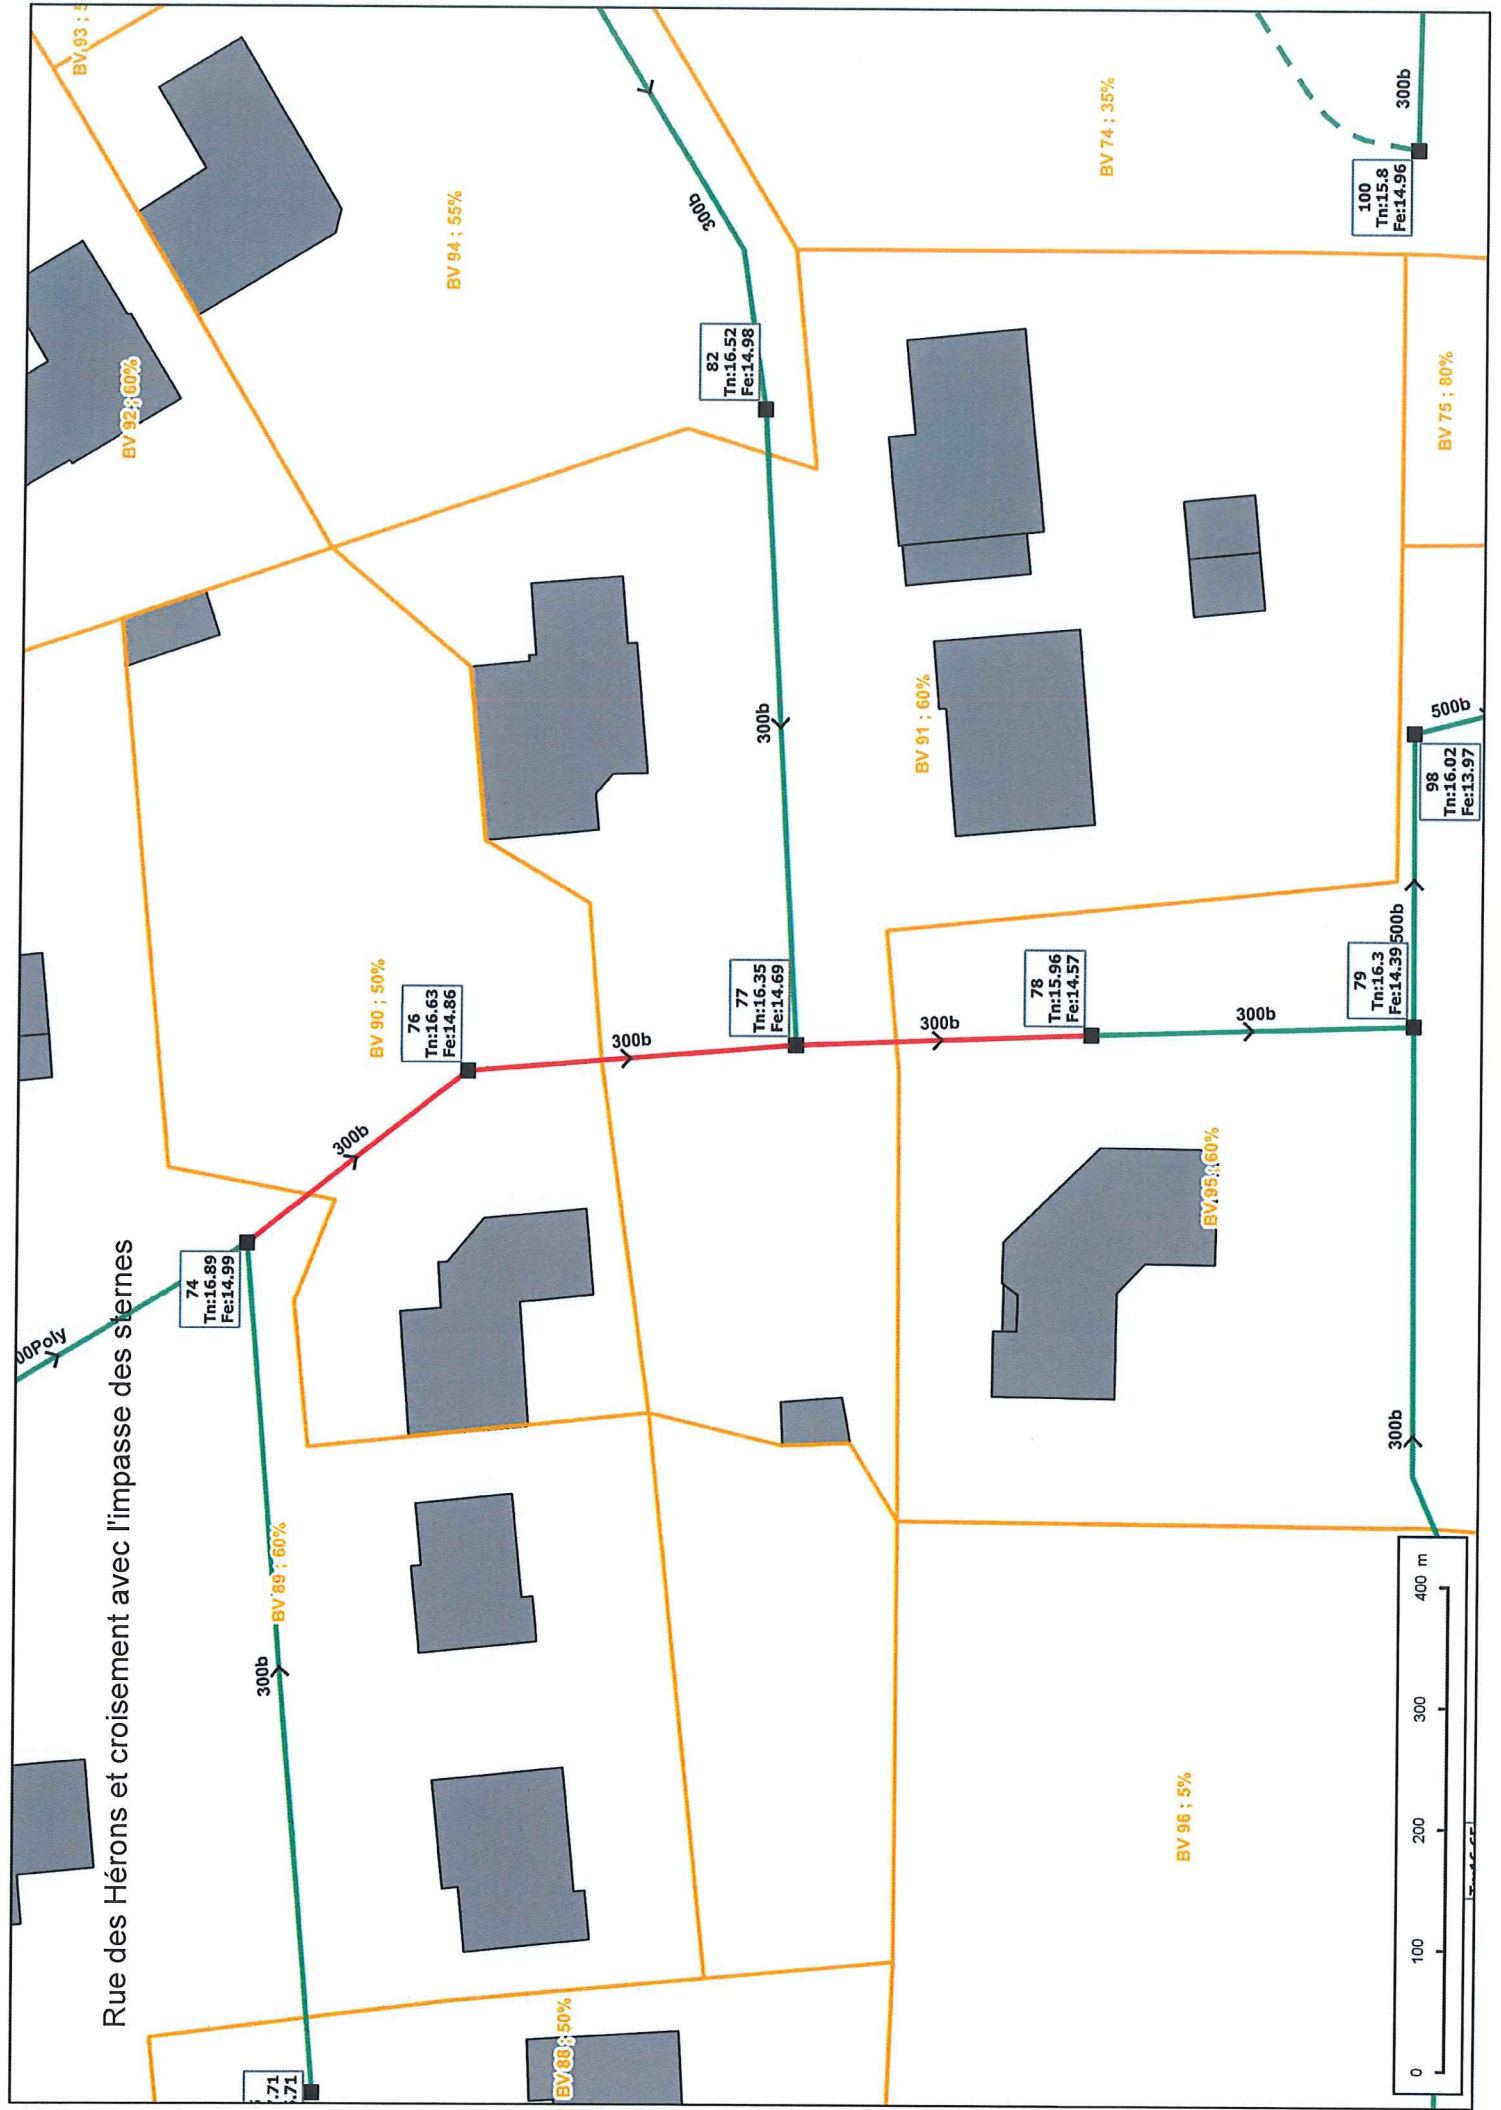 Rue des Hérons et croisement avec l'impasse des sternes
BV 88 ; 50%
BV 89 ; 60%
300b
00Poly
74
Tn:16.89
Fe:14.99
300b
BV 90 ; 50%
76
Tn:16.63
Fe:14.86
300b
BV 92 ; 60%
BV 94 ; 55%
300b
82
Tn:16.52
Fe:14.98
300b
77
Tn:16.35
Fe:14.69
300b
BV 91 ; 60%
78
Tn:15.96
Fe:14.57
300b
BV 95 ; 60%
BV 96 ; 5%
BV 74 ; 35%
100
Tn:15.8
Fe:14.96
300b
BV 75 ; 80%
79
Tn:16.3
Fe:14.39
500b
98
Tn:16.02
Fe:13.97
500b
300b
0 100 200 300 400 m
.71
.71
BV 93 ;